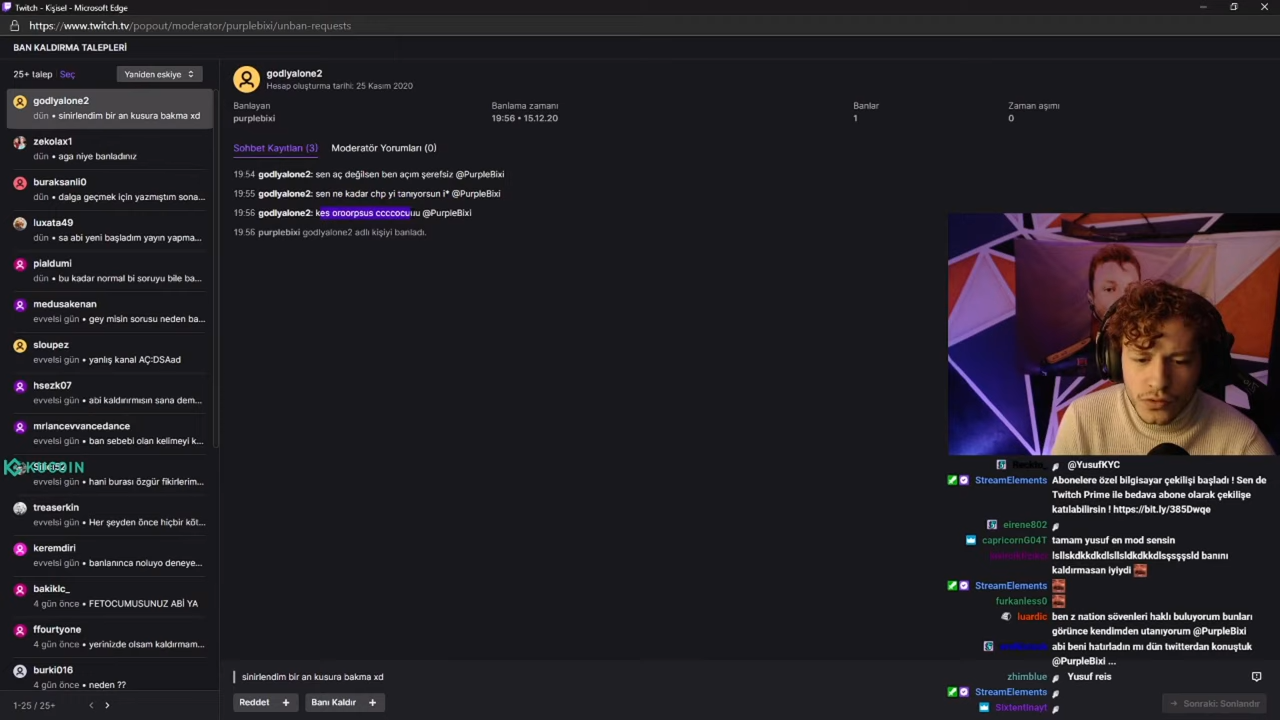 Twitch - Kişisel - Microsoft Edge
https://www.twitch.tv/popout/moderator/purplebixi/unban-requests
BAN KALDIRMA TALEPLERİ
25+ talep Seç Yeniden eskiye
godlyalone2
dün • sinirlendim bir an kusura bakma xd
zekolax1
dün • aga niye banladınız
buraksanli0
dün • dalga geçmek için yazmıştım sona...
luxata49
dün • sa abi yeni başladım yayın yapma...
pialdumi
dün • bu kadar normal bi soruyu bile ba...
medusakenan
evvelsi gün • gey misin sorusu neden ba...
sloupez
evvelsi gün • yanlış kanal AÇ:DSAad
hsezk07
evvelsi gün • abi kaldırırmısın sana dem...
mrlancevvancedance
evvelsi gün • ban sebebi olan kelimeyi k...
KUCOIN
evvelsi gün • hani burası özgür fikirlerim...
treaserkin
evvelsi gün • Her şeyden önce hiçbir köt...
keremdiri
evvelsi gün • banlanınca noluyo deneye...
bakiklc_
4 gün önce • FETOCUMUSUNUZ ABİ YA
ffourtyone
4 gün önce • yerinizde olsam kaldırmam...
burki016
4 gün önce • neden ??
1-25 / 25+
godlyalone2
Hesap oluşturma tarihi: 25 Kasım 2020
Banlayan Banlama zamanı Banlar Zaman aşımı
purplebixi 19:56 • 15.12.20 1 0
Sohbet Kayıtları (3) Moderatör Yorumları (0)
19:54 godlyalone2: sen aç değilsen ben açım şerefsiz @PurpleBixi
19:55 godlyalone2: sen ne kadar chp yi tanıyorsun i* @PurpleBixi
19:56 godlyalone2: kes oroorpsus ccccocuuu @PurpleBixi
19:56 purplebixi godlyalone2 adlı kişiyi banladı.
sinirlendim bir an kusura bakma xd
Reddet + Banı Kaldır +
@YusufKYC
StreamElements Abonelere özel bilgisayar çekilişi başladı ! Sen de
Twitch Prime ile bedava abone olarak çekilişe
katılabilirsin ! https://bit.ly/385Dwqe
eirene802
capricornG04T tamam yusuf en mod sensin
lsllskdkkdkdlsllsldkdkkdlsşsşsşsld banını
kaldırmasan iyiydi
StreamElements
furkanless0
luardic ben z nation sövenleri haklı buluyorum bunları
görünce kendimden utanıyorum @PurpleBixi
abi beni hatırladın mı dün twitterdan konuştuk
@PurpleBixi ...
zhimblue Yusuf reis
StreamElements
Sixtentinayt
Sonraki: Sonlandır